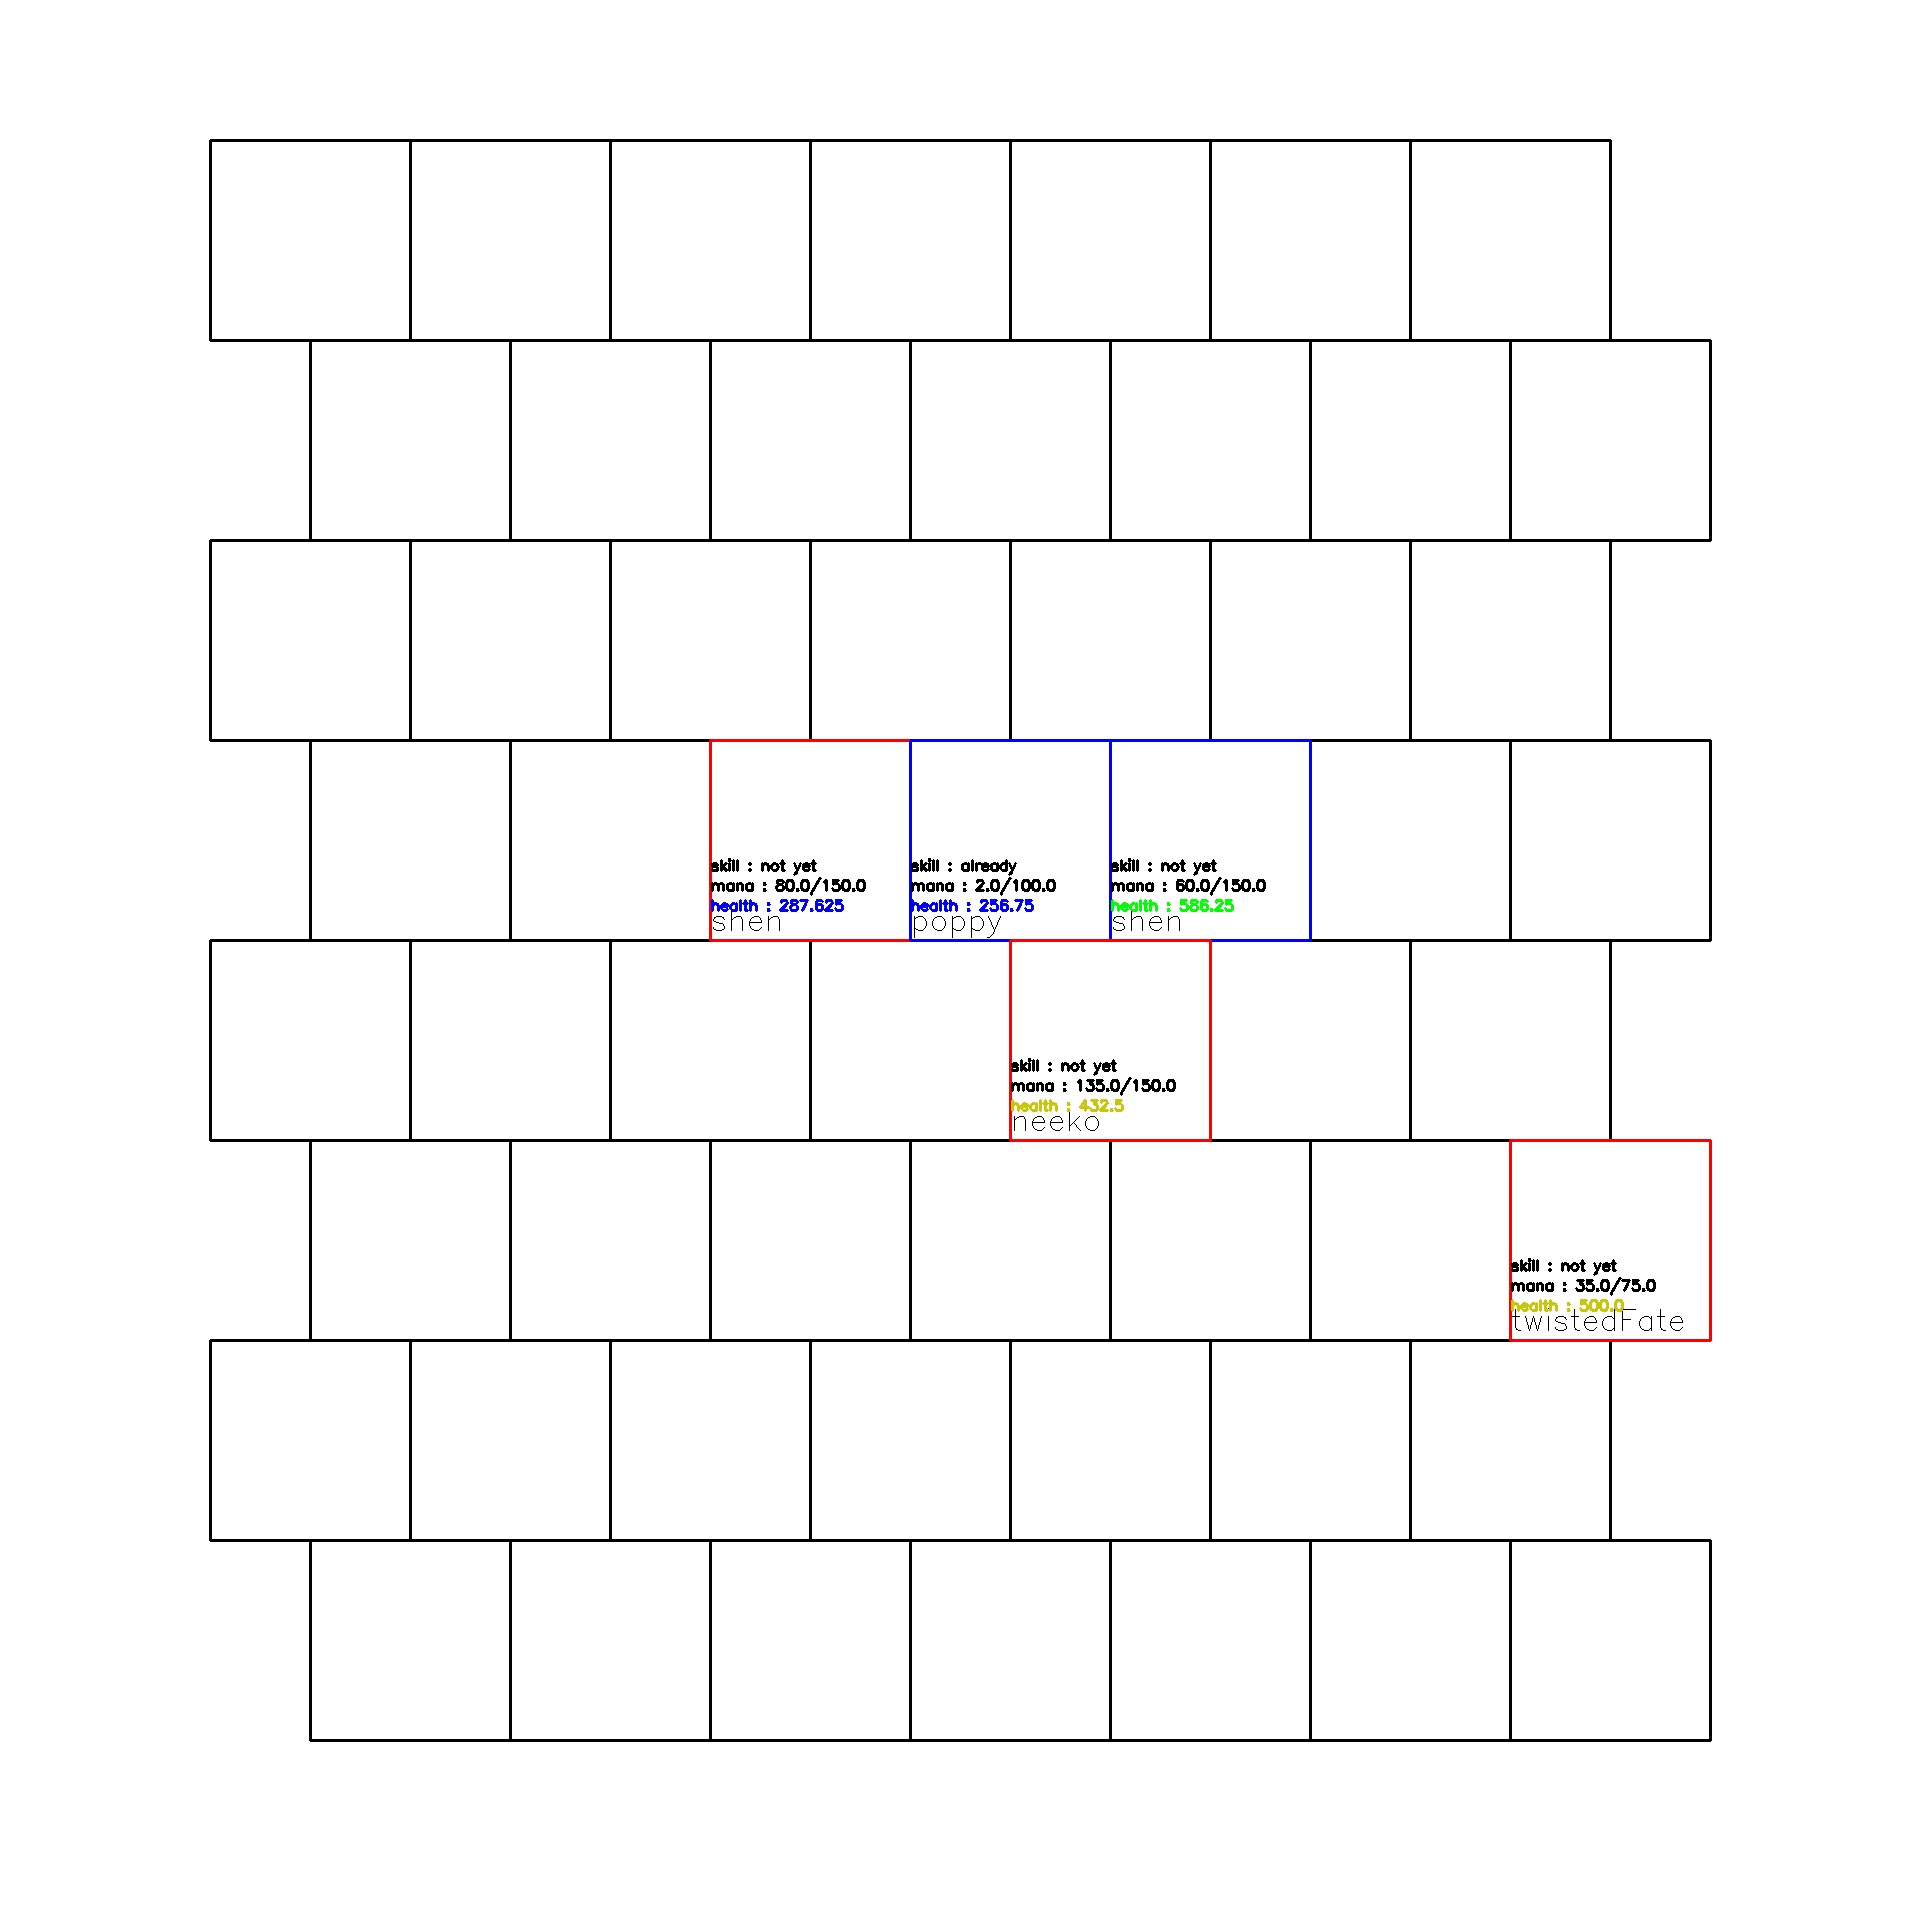 skill : not yet
mana : 80.0/150.0
health : 287.625
shen
skill : already
mana : 2.0/100.0
health : 256.75
poppy
skill : not yet
mana : 60.0/150.0
health : 586.25
shen
skill : not yet
mana : 135.0/150.0
health : 432.5
neeko
skill : not yet
mana : 35.0/75.0
health : 500.0
twistedFate